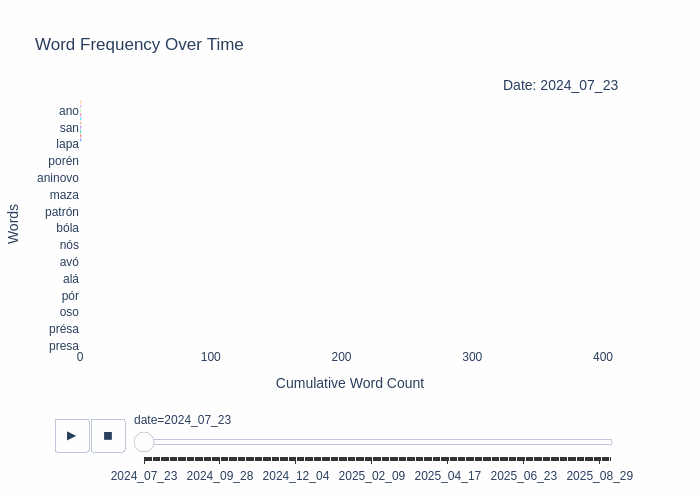 Word Frequency Over Time
Date: 2024_07_23
Words
ano
san
lapa
porén
aninovo
maza
patrón
bóla
nós
avó
alá
pór
oso
présa
presa
0 100 200 300 400
Cumulative Word Count
date=2024_07_23
2024_07_23 2024_09_28 2024_12_04 2025_02_09 2025_04_17 2025_06_23 2025_08_29